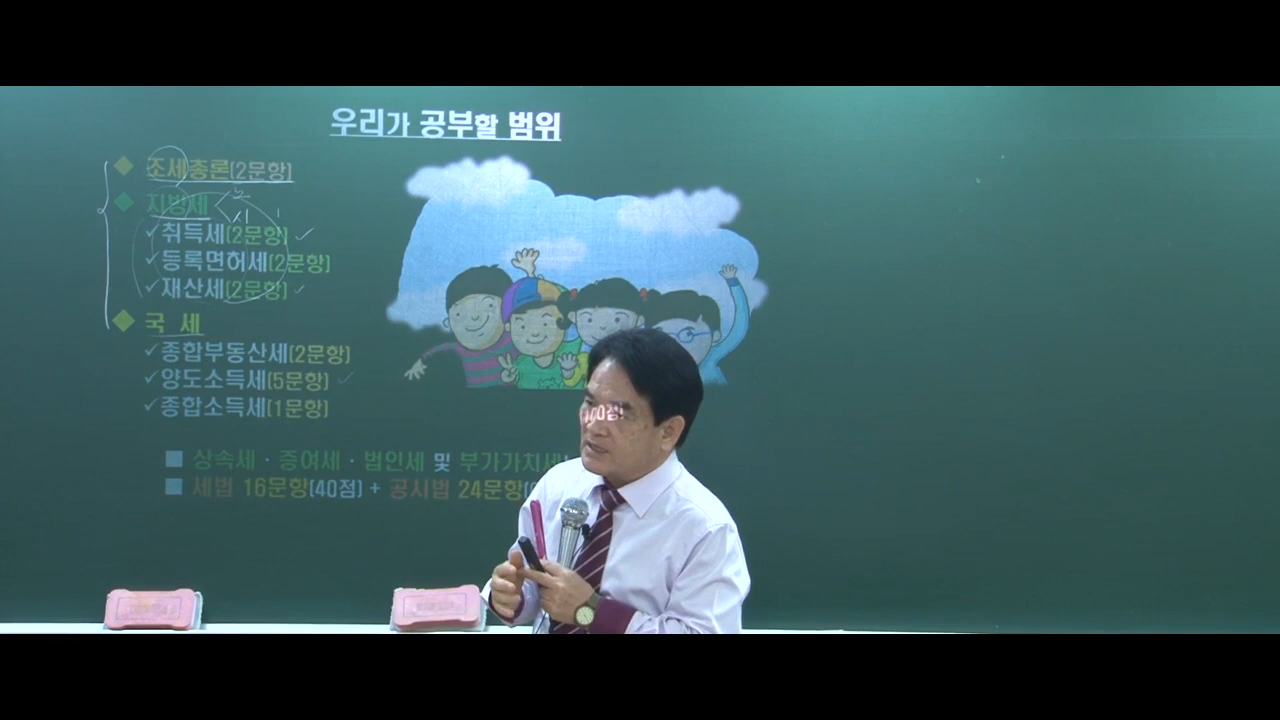 우리가 공부할 범위
조세총론(2문항)
지방세
취득세(2문항)
등록면허세(2문항)
재산세(2문항)
국 세
종합부동산세(2문항)
양도소득세(5문항)
종합소득세(1문항)
상속세 · 증여세 · 법인세 및 부가가치세
세법 16문항(40점) + 공시법 24문항(
100점